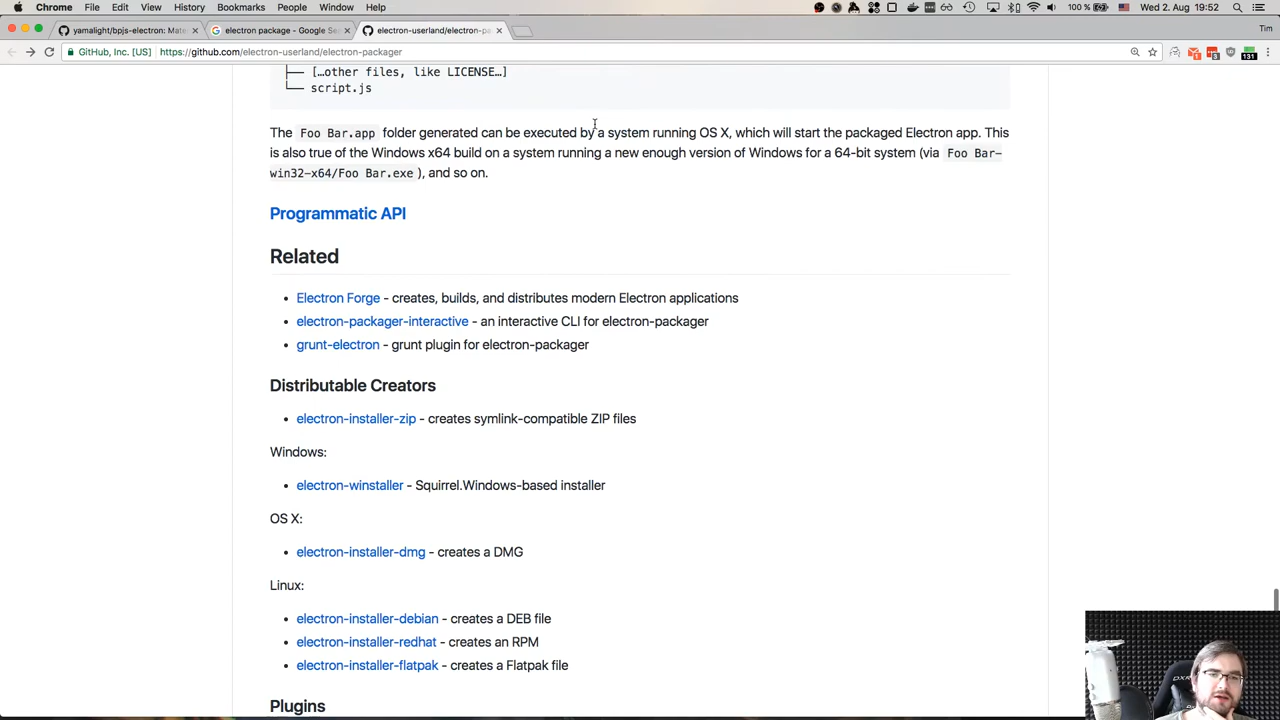 Chrome File Edit View History Bookmarks People Window Help 100 % Wed 2. Aug 19:52
yamalight/bpjs-electron: Mate × electron package - Google Se × electron-userland/electron-pa × Tim
GitHub, Inc. [US] https://github.com/electron-userland/electron-packager
[…other files, like LICENSE…]
script.js
The Foo Bar.app folder generated can be executed by a system running OS X, which will start the packaged Electron app. This
is also true of the Windows x64 build on a system running a new enough version of Windows for a 64-bit system (via Foo Bar-
win32-x64/Foo Bar.exe ), and so on.
Programmatic API
Related
• Electron Forge - creates, builds, and distributes modern Electron applications
• electron-packager-interactive - an interactive CLI for electron-packager
• grunt-electron - grunt plugin for electron-packager
Distributable Creators
• electron-installer-zip - creates symlink-compatible ZIP files
Windows:
• electron-winstaller - Squirrel.Windows-based installer
OS X:
• electron-installer-dmg - creates a DMG
Linux:
• electron-installer-debian - creates a DEB file
• electron-installer-redhat - creates an RPM
• electron-installer-flatpak - creates a Flatpak file
Plugins